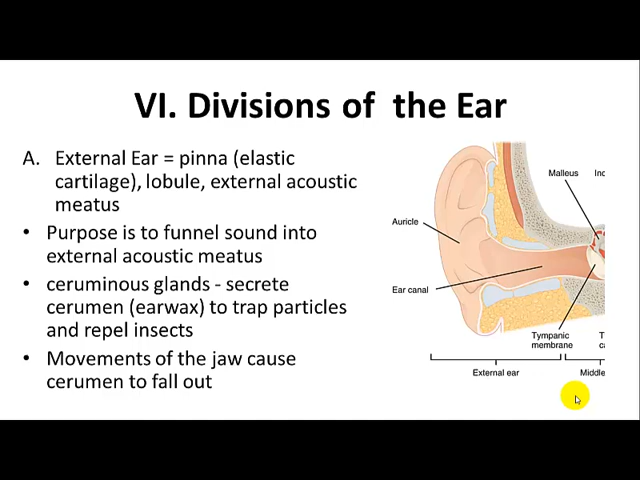 VI. Divisions of the Ear
A. External Ear = pinna (elastic
cartilage), lobule, external acoustic
meatus
• Purpose is to funnel sound into
external acoustic meatus
• ceruminous glands - secrete
cerumen (earwax) to trap particles
and repel insects
• Movements of the jaw cause
cerumen to fall out
Malleus
Auricle
Ear canal
Tympanic
membrane
External ear
Middle